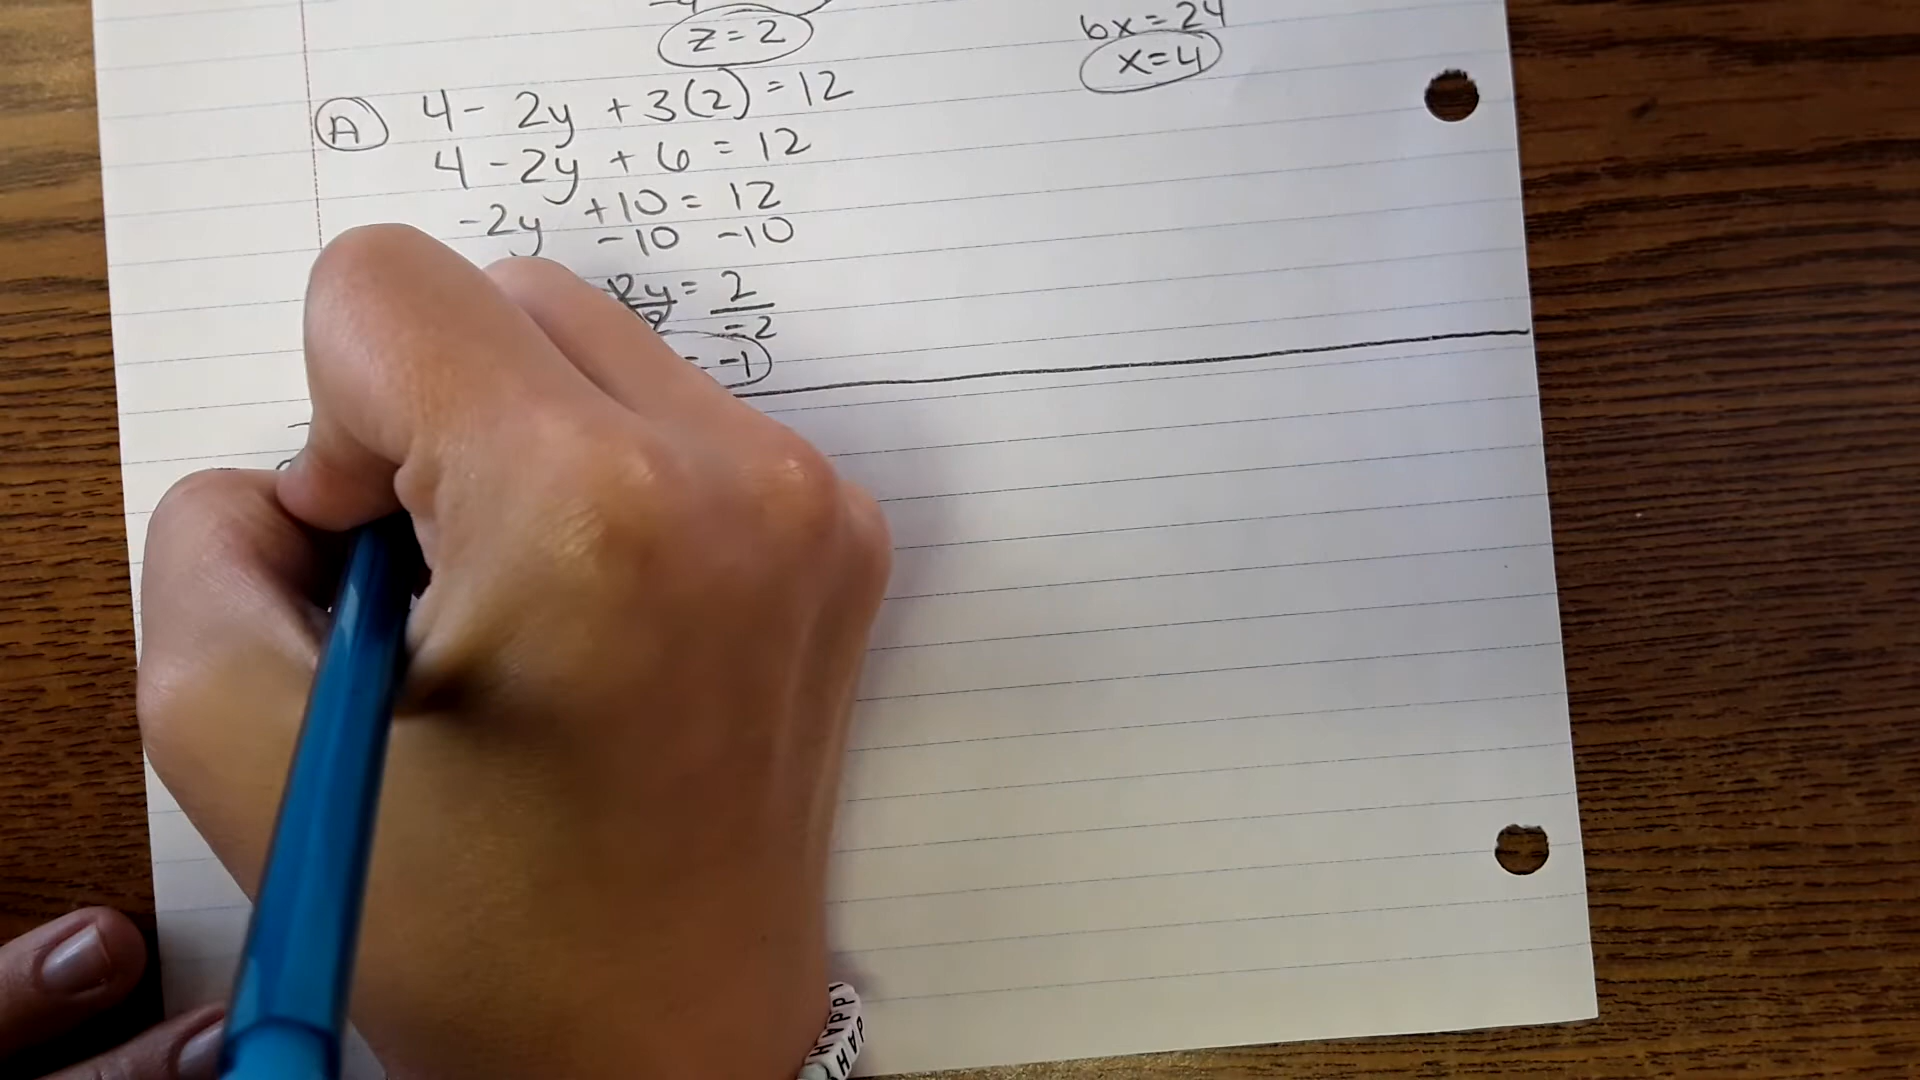 z = 2
6x = 24
x = 4
A 4 - 2y + 3(2) = 12
4 - 2y + 6 = 12
-2y + 10 = 12
-10 -10
2y = 2
-2
= -1